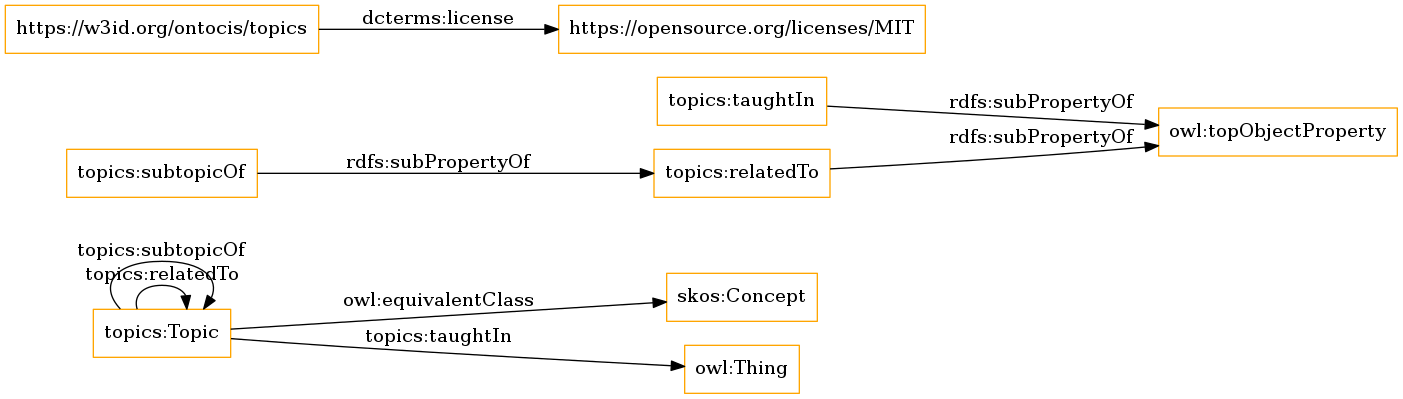 https://w3id.org/ontocis/topics
dcterms:license
https://opensource.org/licenses/MIT
topics:taughtIn
rdfs:subPropertyOf
owl:topObjectProperty
rdfs:subPropertyOf
topics:subtopicOf
rdfs:subPropertyOf
topics:relatedTo
topics:subtopicOf
topics:relatedTo
topics:Topic
owl:equivalentClass
skos:Concept
topics:taughtIn
owl:Thing